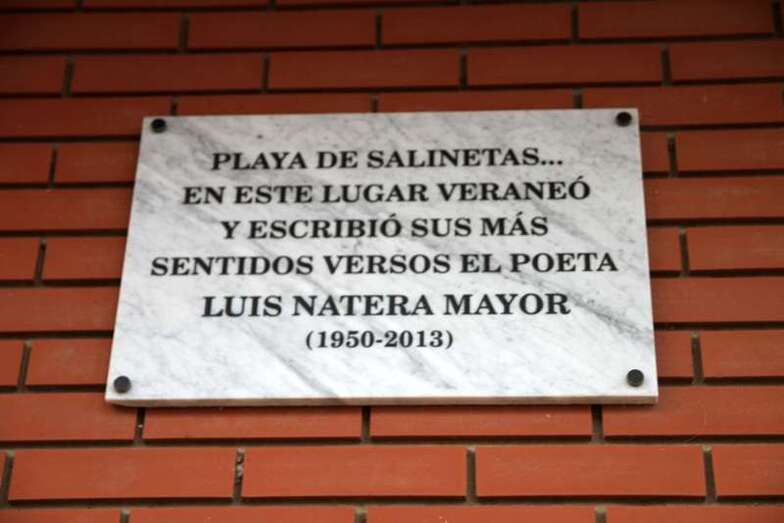 PLAYA DE SALINETAS...
EN ESTE LUGAR VERANEÓ
Y ESCRIBIÓ SUS MÁS
SENTIDOS VERSOS EL POETA
LUIS NATERA MAYOR
(1950-2013)